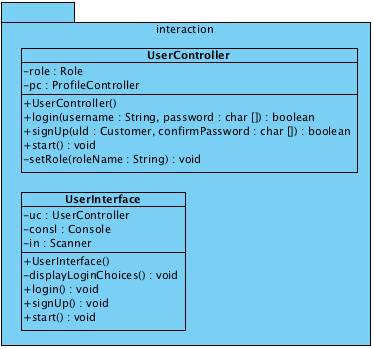 interaction
UserController
-role : Role
-pc : ProfileController
+UserController()
+login(username : String, password : char []) : boolean
+signUp(uld : Customer, confirmPassword : char []) : boolean
+start() : void
-setRole(roleName : String) : void
UserInterface
-uc : UserController
-consl : Console
-in : Scanner
+UserInterface()
-displayLoginChoices() : void
+login() : void
+signUp() : void
+start() : void